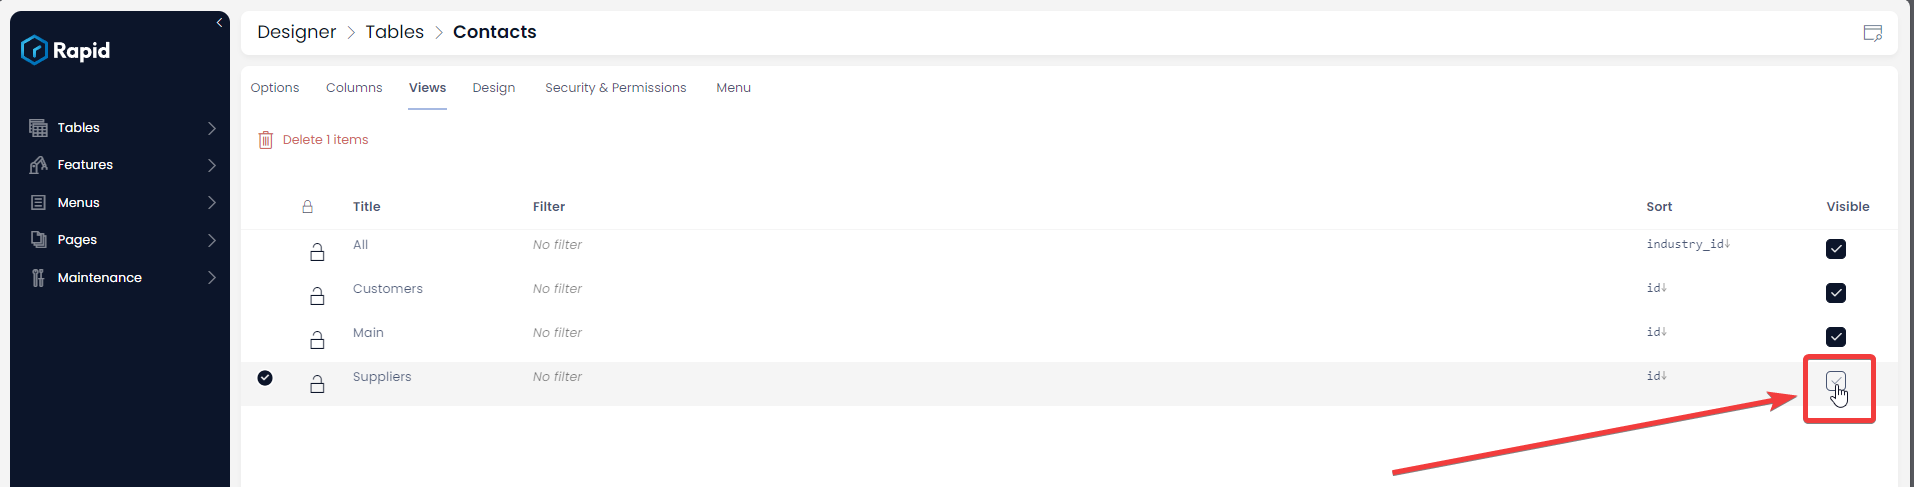 Rapid
Tables
Features
Menus
Pages
Maintenance
Designer > Tables > Contacts
Options Columns Views Design Security & Permissions Menu
Delete 1 items
Title Filter Sort Visible
All No filter industry_id↓
Customers No filter id↓
Main No filter id↓
Suppliers No filter id↓